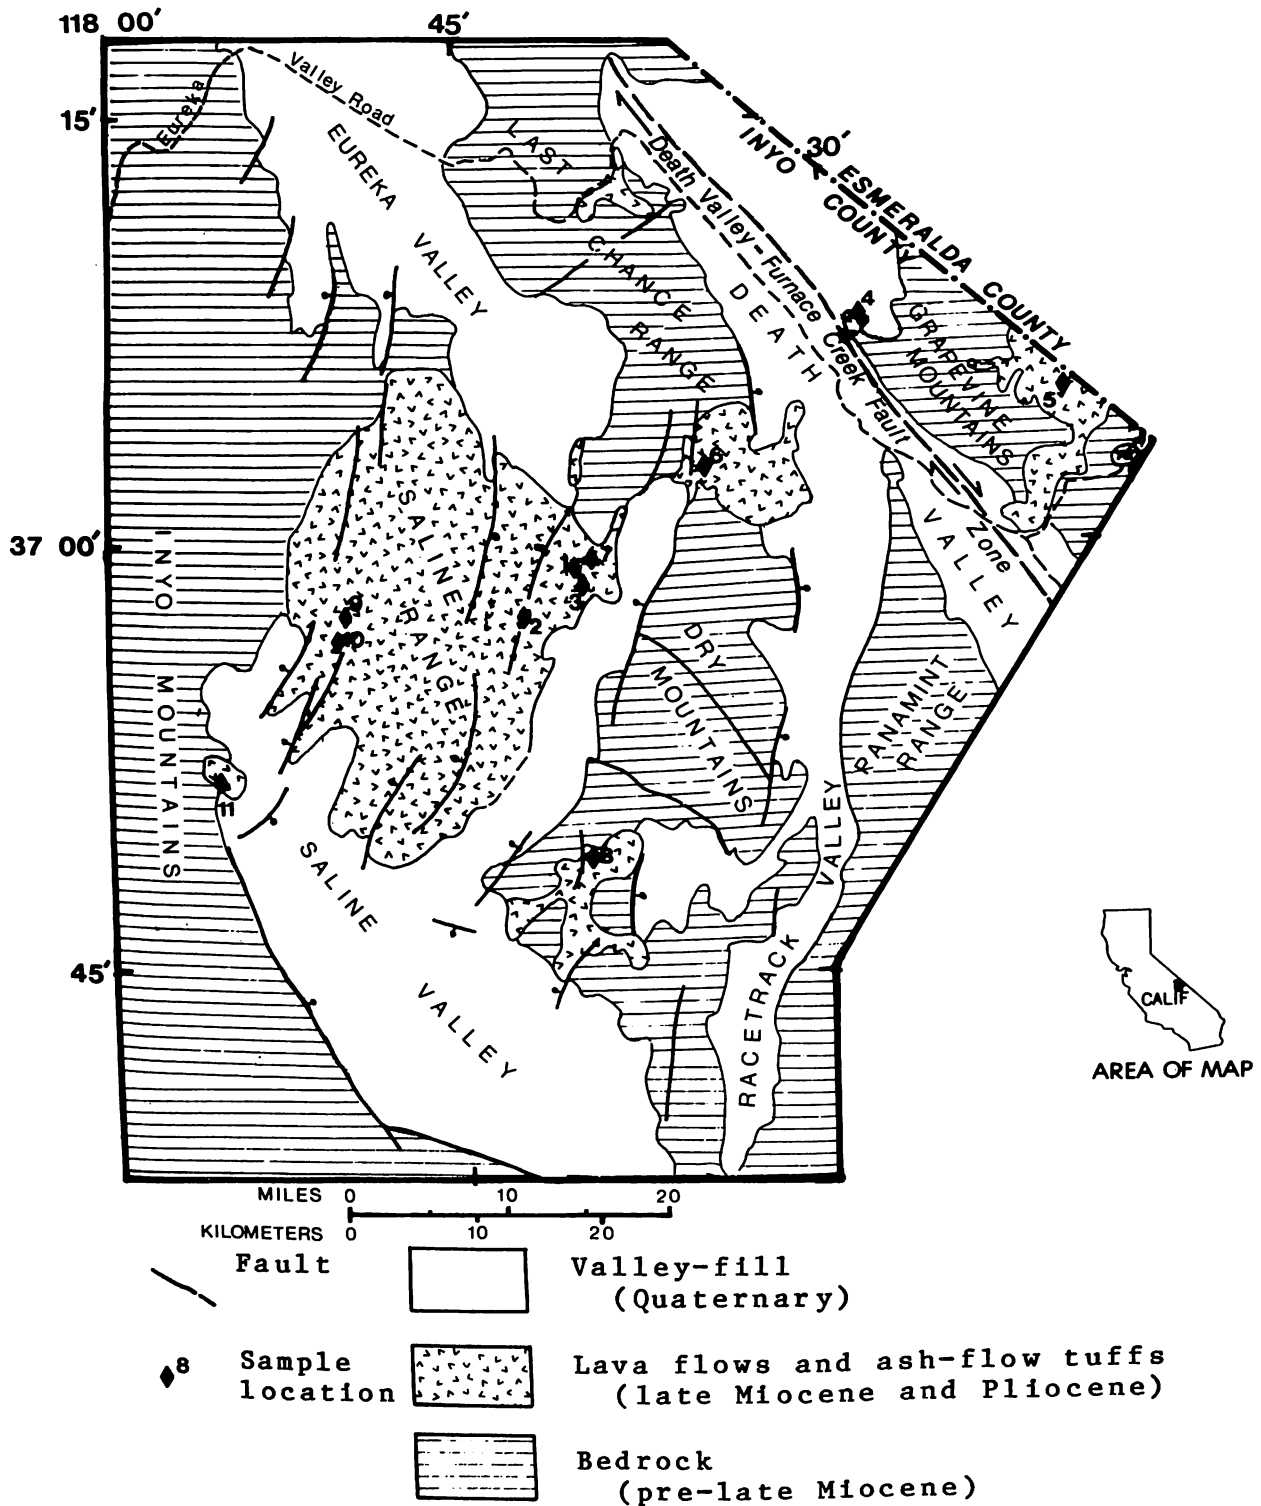 118 00′
45′
15′
30′
37 00′
45′
Eureka
Valley Road
EUREKA
VALLEY
LAST
CHANCE
RANGE
Death Valley-Furnace Creek Fault Zone
INYO
COUNTY
ESMERALDA
COUNTY
DEATH
VALLEY
GRAPEVINE
MOUNTAINS
4
5
SALINE
RANGE
INYO
MOUNTAINS
3
2
9
11
8
DRY
MOUNTAINS
PANAMINT
RANGE
SALINE
VALLEY
RACETRACK
VALLEY
CALIF
AREA OF MAP
MILES 0 10 20
KILOMETERS 0 10 20
Fault
Valley-fill
(Quaternary)
8
Sample
location
Lava flows and ash-flow tuffs
(late Miocene and Pliocene)
Bedrock
(pre-late Miocene)